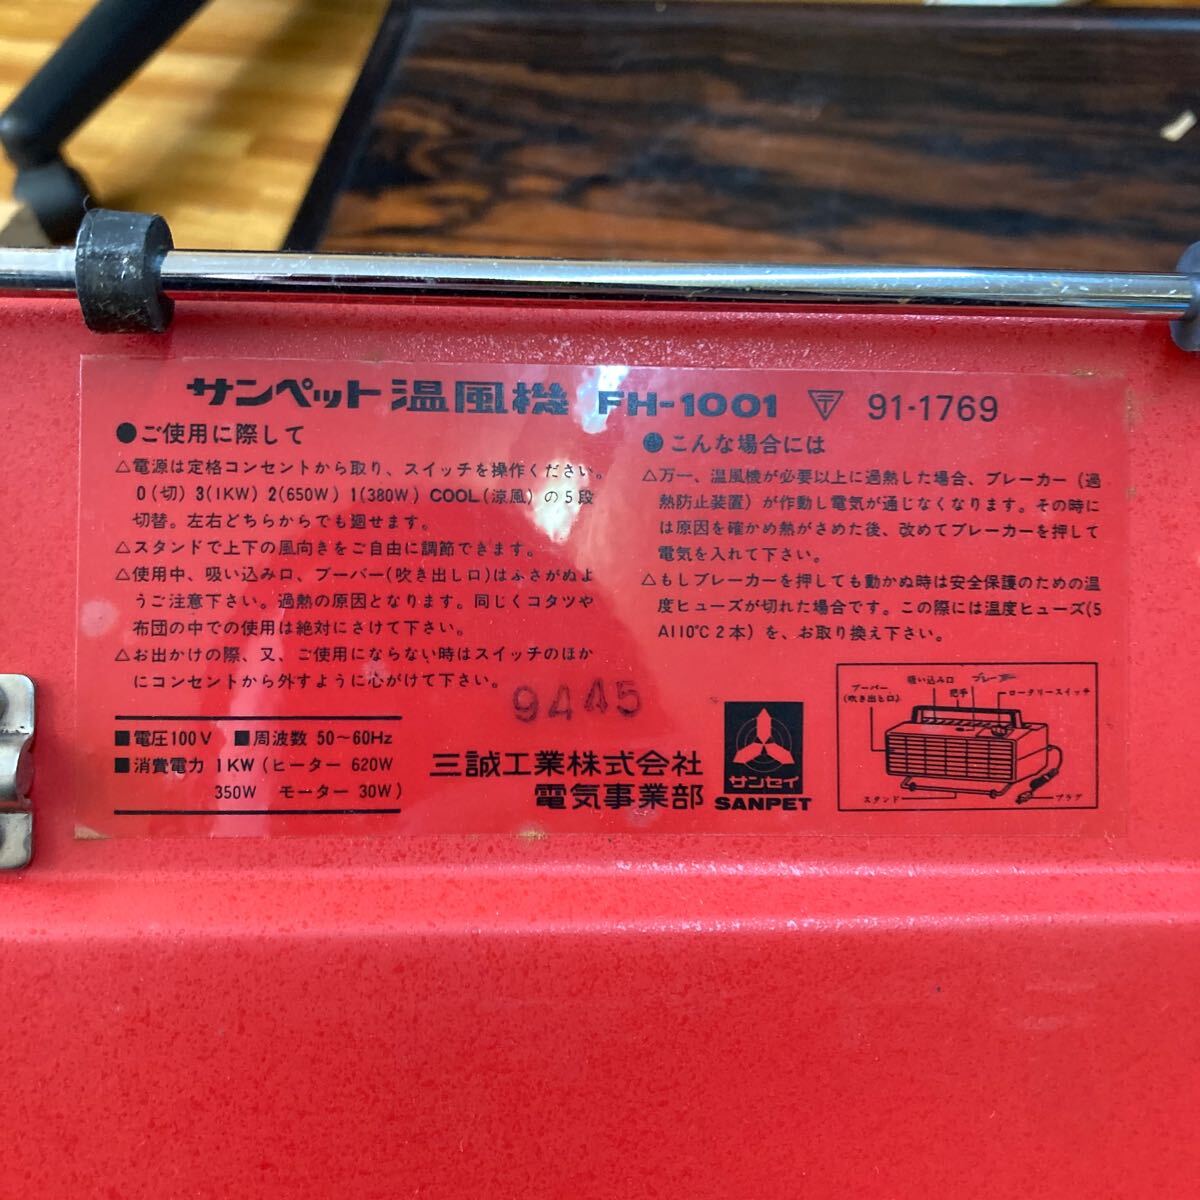 サンペット温風機 FH-1001 〒 91-1769
●ご使用に際して
△電源は定格コンセントから取り、スイッチを操作ください。
0(切) 3(1KW) 2(650W) 1(380W) COOL(涼風)の5段
切替。左右どちらからでも廻せます。
△スタンドで上下の風向きをご自由に調節できます。
△使用中、吸い込み口、ブーバー(吹き出し口)はふさがぬよ
うご注意下さい。過熱の原因となります。同じくコタツや
布団の中での使用は絶対にさけて下さい。
△お出かけの際、又、ご使用にならない時はスイッチのほか
にコンセントから外すように心がけて下さい。
●こんな場合には
△万一、温風機が必要以上に過熱した場合、ブレーカー(過
熱防止装置)が作動し電気が通じなくなります。その時に
は原因を確かめ熱がさめた後、改めてブレーカーを押して
電気を入れて下さい。
△もしブレーカーを押しても動かぬ時は安全保護のための温
度ヒューズが切れた場合です。この際には温度ヒューズ(5
A110℃2本)を、お取り換え下さい。
9445
■電圧100V ■周波数 50~60Hz
■消費電力 1KW(ヒーター 620W
350W モーター 30W)
三誠工業株式会社
電気事業部
サンセイ
SANPET
ブーバー
(吹き出し口)
吸い込み口
把手
ブレーカー
ロータリースイッチ
スタンド
プラグ